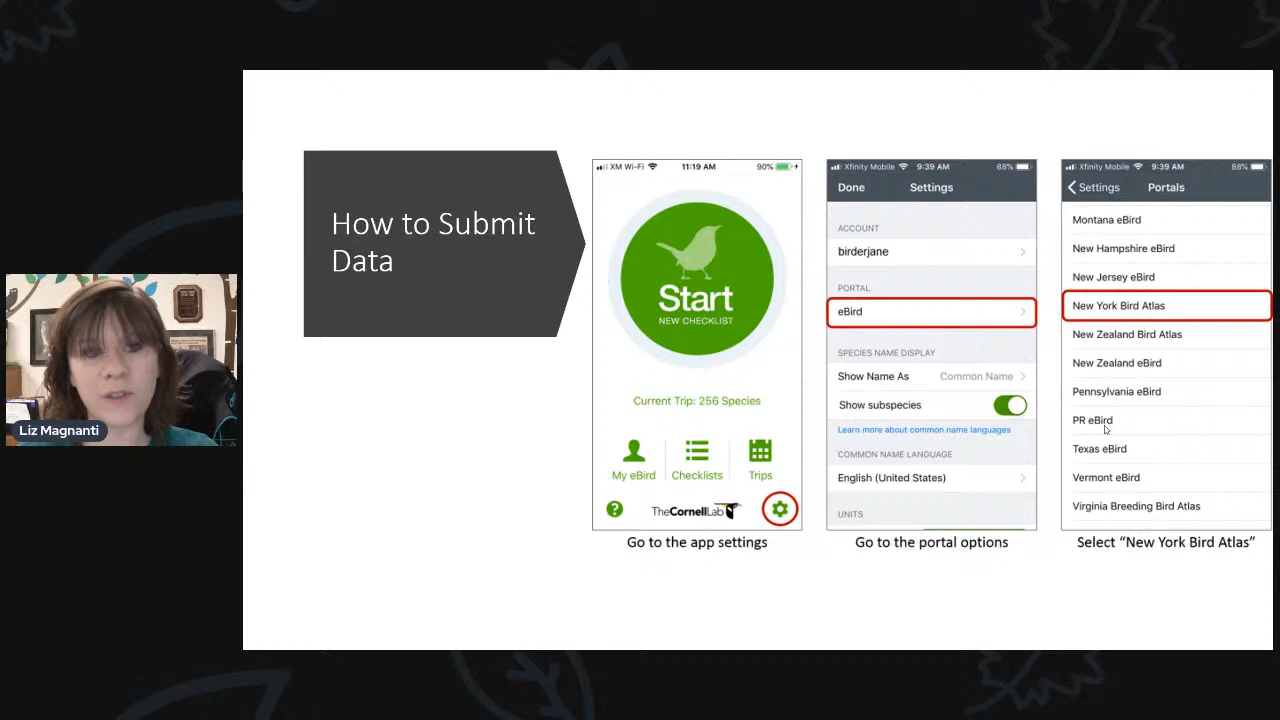 How to Submit
Data
Liz Magnanti
XM Wi-Fi 11:19 AM 90%
Start
NEW CHECKLIST
Current Trip: 256 Species
My eBird Checklists Trips
? TheCornellLab
Go to the app settings
Xfinity Mobile 9:39 AM 88%
Done Settings
ACCOUNT
birderjane
PORTAL
eBird
SPECIES NAME DISPLAY
Show Name As Common Name
Show subspecies
Learn more about common name languages
COMMON NAME LANGUAGE
English (United States)
UNITS
Go to the portal options
Xfinity Mobile 9:39 AM 88%
Settings Portals
Montana eBird
New Hampshire eBird
New Jersey eBird
New York Bird Atlas
New Zealand Bird Atlas
New Zealand eBird
Pennsylvania eBird
PR eBird
Texas eBird
Vermont eBird
Virginia Breeding Bird Atlas
Select “New York Bird Atlas”